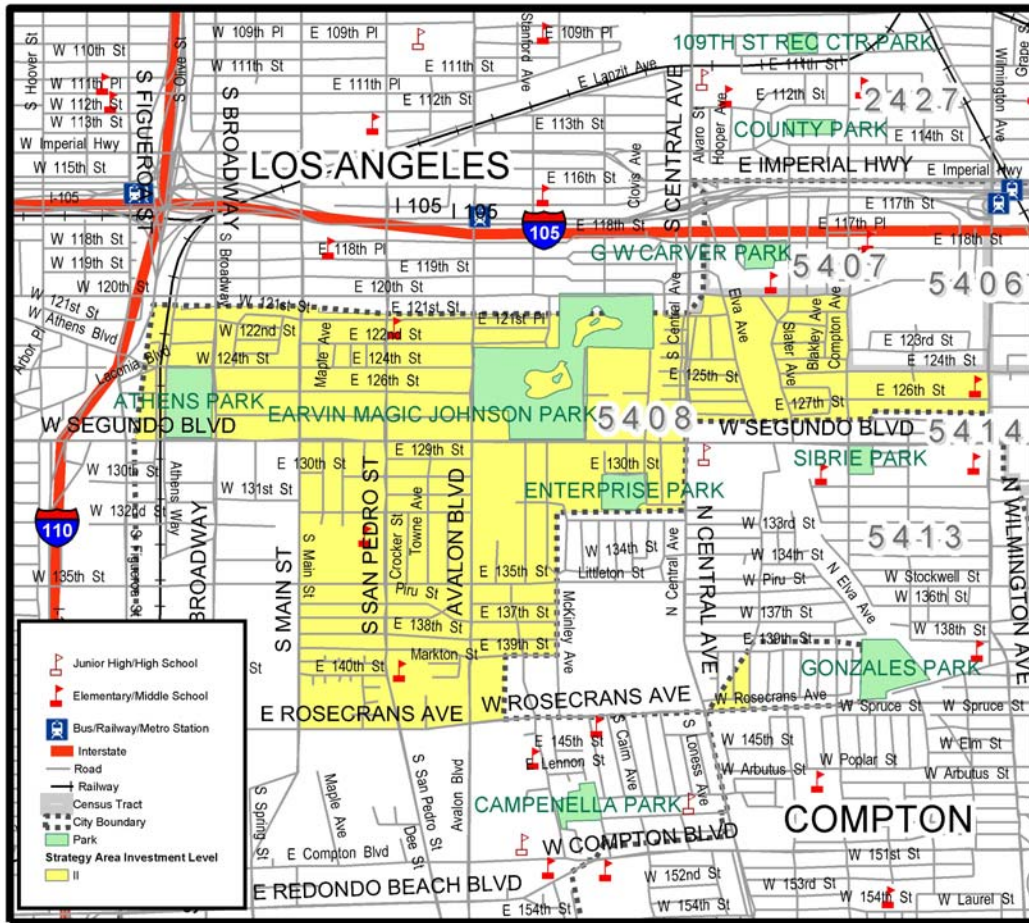 W 109th Pl
E 109th Pl
109TH ST REC CTR PARK
W 110th St
W 111th St
E 111th St
E 111th St
W 111th Pl
E 111th Pl
W 112th St
E 112th St
E 112th St
2427
W 113th St
E 113th St
COUNTY PARK
E 114th St
W Imperial Hwy
E IMPERIAL HWY
E Imperial Hwy
W 115th St
LOS ANGELES
E 116th St
E 117th St
I-105
I 105
I 105
105
E 118th St
E 117th Pl
E 118th St
W 118th St
E 118th Pl
G W CARVER PARK
5407
5406
W 119th St
E 119th St
W 120th St
E 120th St
W 121st St
W 121st St
E 121st St
W Athens Blvd
W 122nd St
E 122nd St
E 121st Pl
E 123rd St
W 124th St
E 124th St
E 124th St
Laconia Blvd
E 126th St
E 125th St
E 126th St
ATHENS PARK
EARVIN MAGIC JOHNSON PARK
E 127th St
5408
5414
W SEGUNDO BLVD
W SEGUNDO BLVD
E 129th St
SIBRIE PARK
W 130th St
E 130th St
E 130th St
W 131st St
ENTERPRISE PARK
W 132nd St
W 133rd St
110
5413
W 134th St
W 134th St
W 135th St
E 135th St
Littleton St
W Piru St
W Stockwell St
Piru St
W 136th St
E 137th St
W 137th St
E 138th St
W 138th St
E 139th St
E 139th St
Markton St
E 140th St
GONZALES PARK
W Rosecrans Ave
E ROSECRANS AVE
W ROSECRANS AVE
W Spruce St
W Spruce St
E 145th St
W 145th St
W Elm St
E Lennon St
W Poplar St
W Arbutus St
W Arbutus St
CAMPENELLA PARK
COMPTON
W COMPTON BLVD
E Compton Blvd
W 151st St
E REDONDO BEACH BLVD
W 152nd St
W 153rd St
W 154th St
W Laurel St
E 154th St
W 154th St
S Hoover St
S FIGUEROA ST
S Olive St
S BROADWAY
S Broadway
Stanford Ave
E Lanzit Ave
S CENTRAL AVE
Alvaro St
Hooper Ave
Clovis Ave
Wilmington Ave
Arbor Pl
Maple Ave
S Central Ave
Elva Ave
Slater Ave
Blakley Ave
Compton Ave
Athens Way
BROADWAY
S MAIN ST
S Main St
S SAN PEDRO ST
Crocker St
Towne Ave
AVALON BLVD
McKinley Ave
N Central Ave
N CENTRAL AVE
N Elva Ave
N WILMINGTON AVE
S Spring St
Maple Ave
Dee St
S San Pedro St
Avalon Blvd
S Cairn Ave
S Loness Ave
Junior High/High School
Elementary/Middle School
Bus/Railway/Metro Station
Interstate
Road
Railway
Census Tract
City Boundary
Park
Strategy Area Investment Level
II